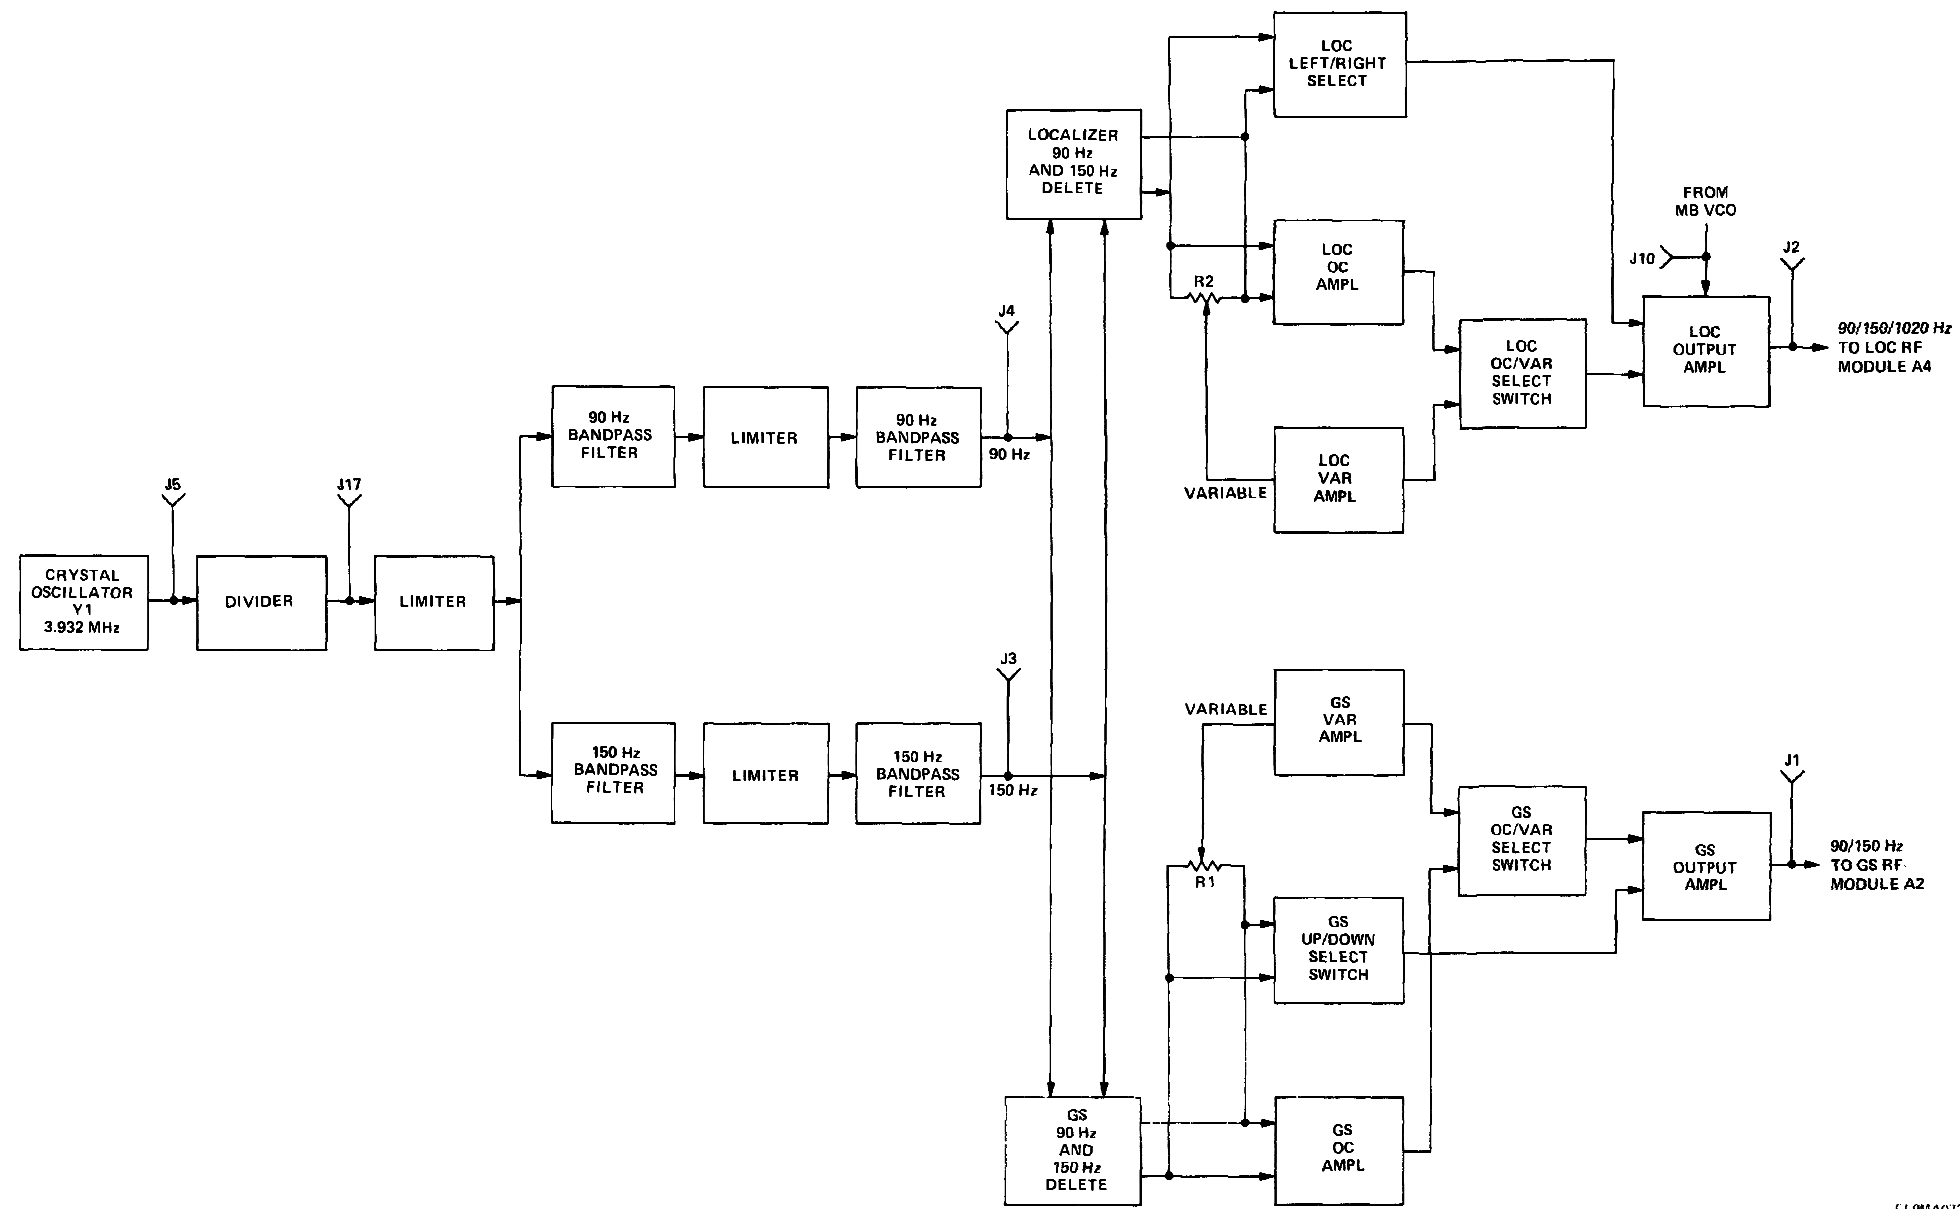 LOC
LEFT/RIGHT
SELECT
LOCALIZER
90 Hz
AND 150 Hz
DELETE
FROM
MB VCO
J10
J2
LOC
OC
AMPL
R2
LOC
OUTPUT
AMPL
90/150/1020 Hz
TO LOC RF
MODULE A4
LOC
OC/VAR
SELECT
SWITCH
J4
90 Hz
BANDPASS
FILTER
LIMITER
90 Hz
BANDPASS
FILTER
90 Hz
LOC
VAR
AMPL
VARIABLE
J5
J17
CRYSTAL
OSCILLATOR
Y1
3.932 MHz
DIVIDER
LIMITER
J3
150 Hz
BANDPASS
FILTER
LIMITER
150 Hz
BANDPASS
FILTER
150 Hz
VARIABLE
GS
VAR
AMPL
J1
GS
OC/VAR
SELECT
SWITCH
GS
OUTPUT
AMPL
90/150 Hz
TO GS RF
MODULE A2
R1
GS
UP/DOWN
SELECT
SWITCH
GS
90 Hz
AND
150 Hz
DELETE
GS
OC
AMPL